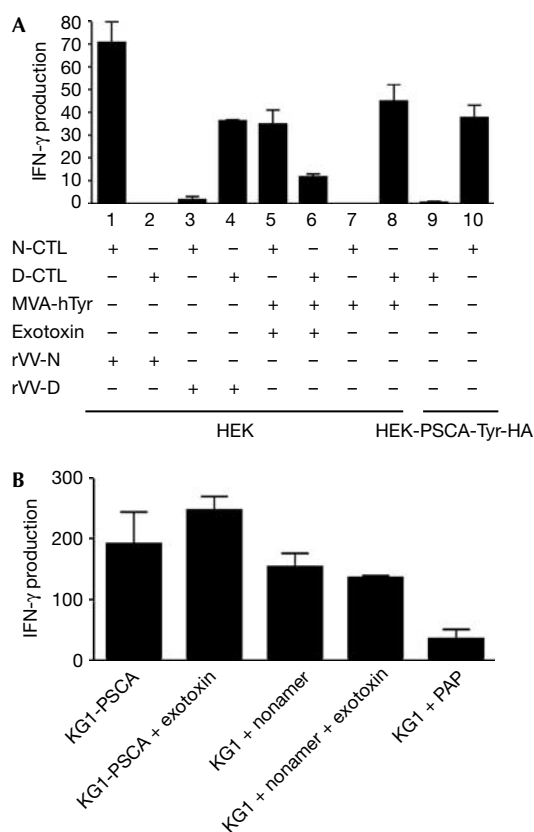 A
IFN-γ production
80
70
60
50
40
30
20
10
0
1 2 3 4 5 6 7 8 9 10
N-CTL + – + – + – + – – +
D-CTL – + – + – + – + + –
MVA-hTyr – – – – + + + + – –
Exotoxin – – – – + + – – – –
rVV-N + + – – – – – – – –
rVV-D – – + + – – – – – –
HEK HEK-PSCA-Tyr-HA
B
IFN-γ production
300
200
100
0
KG1-PSCA
KG1-PSCA + exotoxin
KG1 + nonamer
KG1 + nonamer + exotoxin
KG1 + PAP